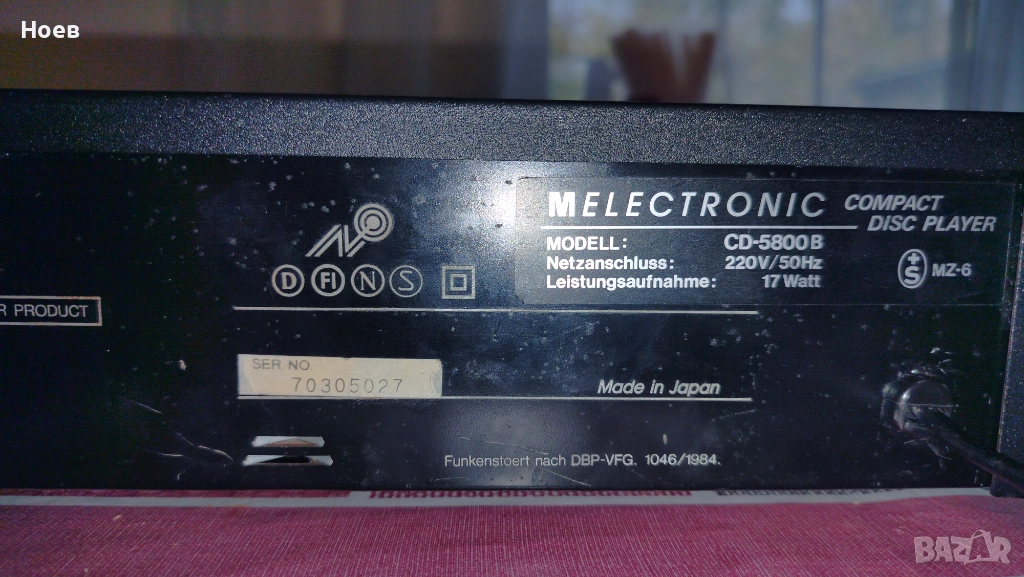 Ноев
MELECTRONIC COMPACT DISC PLAYER
MODELL: CD-5800B
Netzanschluss: 220V/50Hz
Leistungsaufnahme: 17 Watt
MZ-6
D FI N S
R PRODUCT
SER NO.
70305027
Made in Japan
Funkenstoert nach DBP-VFG. 1046/1984.
BAZAR